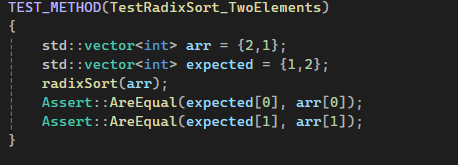 TEST_METHOD(TestRadixSort_TwoElements)
{
    std::vector<int> arr = {2,1};
    std::vector<int> expected = {1,2};
    radixSort(arr);
    Assert::AreEqual(expected[0], arr[0]);
    Assert::AreEqual(expected[1], arr[1]);
}